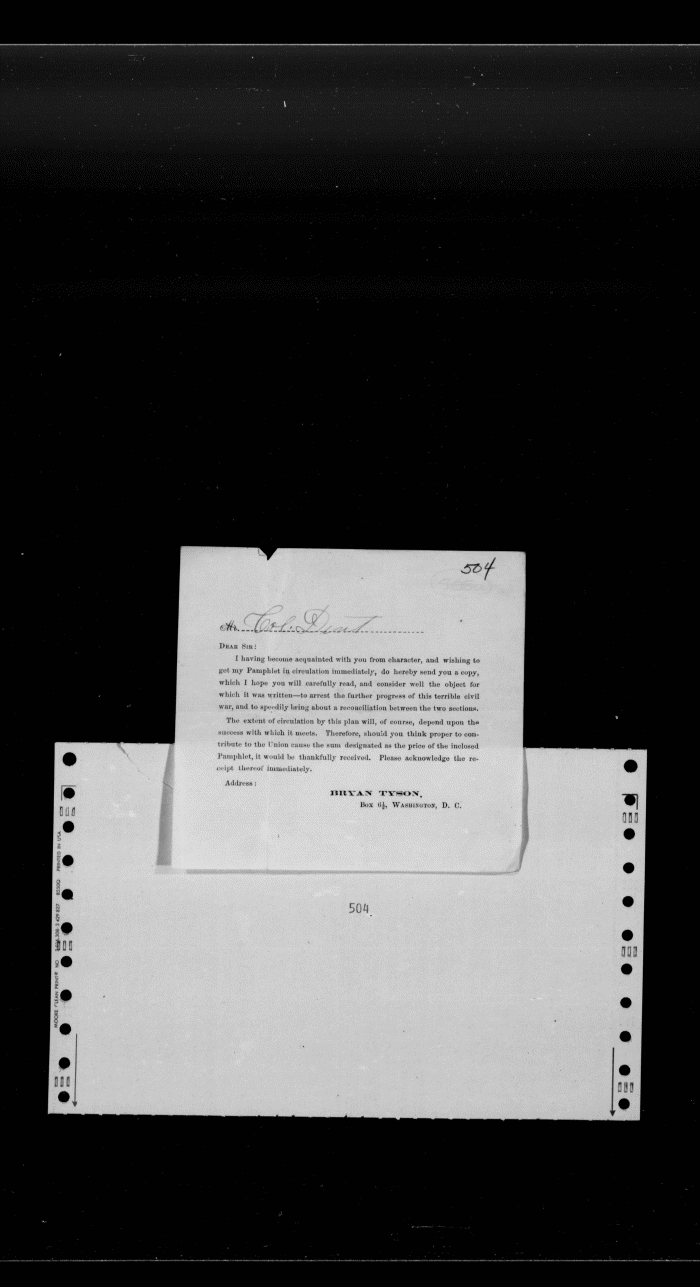 504
Mr. Col. Dent
DEAR SIR:
I having become acquainted with you from character, and wishing to
get my Pamphlet in circulation immediately, do hereby send you a copy,
which I hope you will carefully read, and consider well the object for
which it was written—to arrest the further progress of this terrible civil
war, and to speedily bring about a reconciliation between the two sections.
The extent of circulation by this plan will, of course, depend upon the
success with which it meets. Therefore, should you think proper to con-
tribute to the Union cause the sum designated as the price of the inclosed
Pamphlet, it would be thankfully received. Please acknowledge the re-
ceipt thereof immediately.
Address:
BRYAN TYSON,
Box 6½, WASHINGTON, D. C.
504
PRINTED IN U.S.A.
MOORE CLEAN PRINT